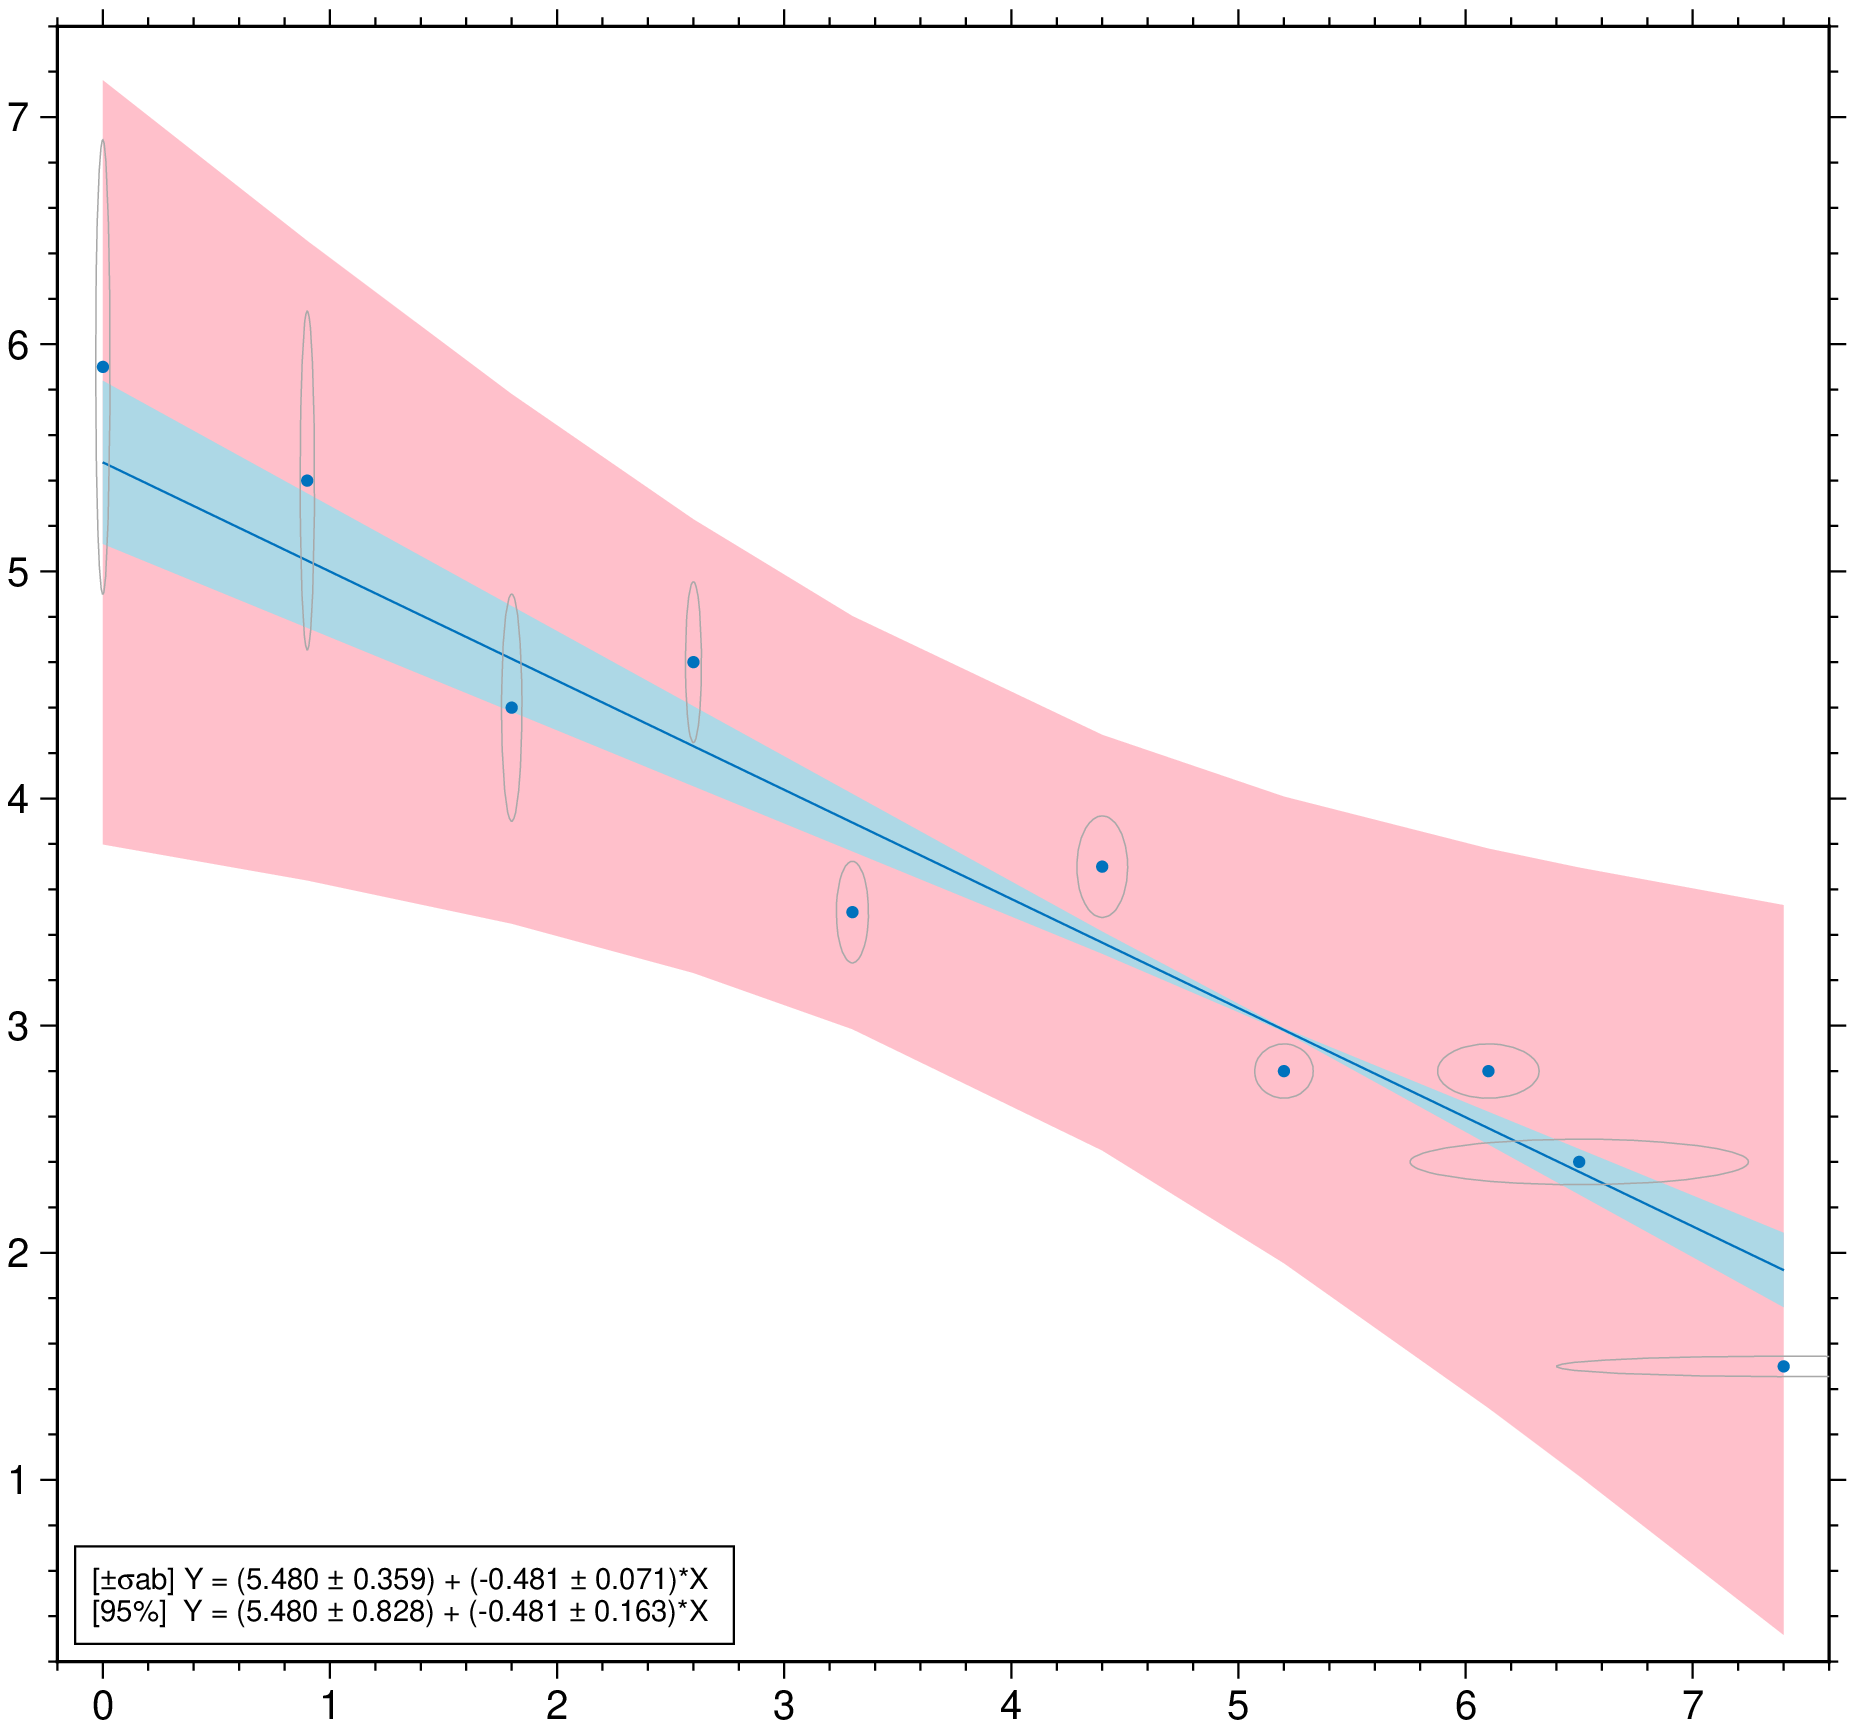 7
6
5
4
3
2
1
[±σab] Y = (5.480 ± 0.359) + (-0.481 ± 0.071)*X
[95%] Y = (5.480 ± 0.828) + (-0.481 ± 0.163)*X
0 1 2 3 4 5 6 7